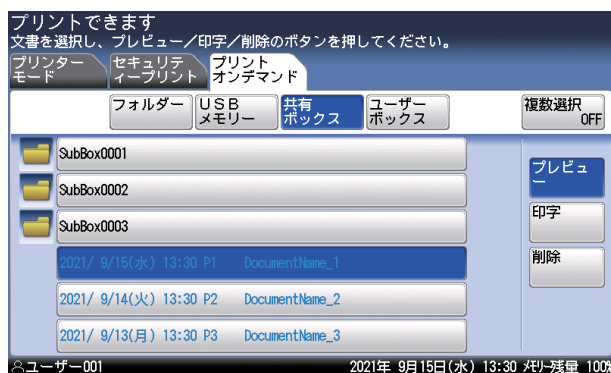 プリントできます
文書を選択し、プレビュー／印字／削除のボタンを押してください。
プリンター
モード
セキュリテ
ィープリント
プリント
オンデマンド
フォルダー
USB
メモリー
共有
ボックス
ユーザー
ボックス
複数選択
OFF
SubBox0001
SubBox0002
SubBox0003
2021/ 9/15(水) 13:30 P1 DocumentName_1
2021/ 9/14(火) 13:30 P2 DocumentName_2
2021/ 9/13(月) 13:30 P3 DocumentName_3
プレビュ
ー
印字
削除
ユーザー001
2021年 9月15日(水) 13:30 ﾒﾓﾘｰ残量 100%